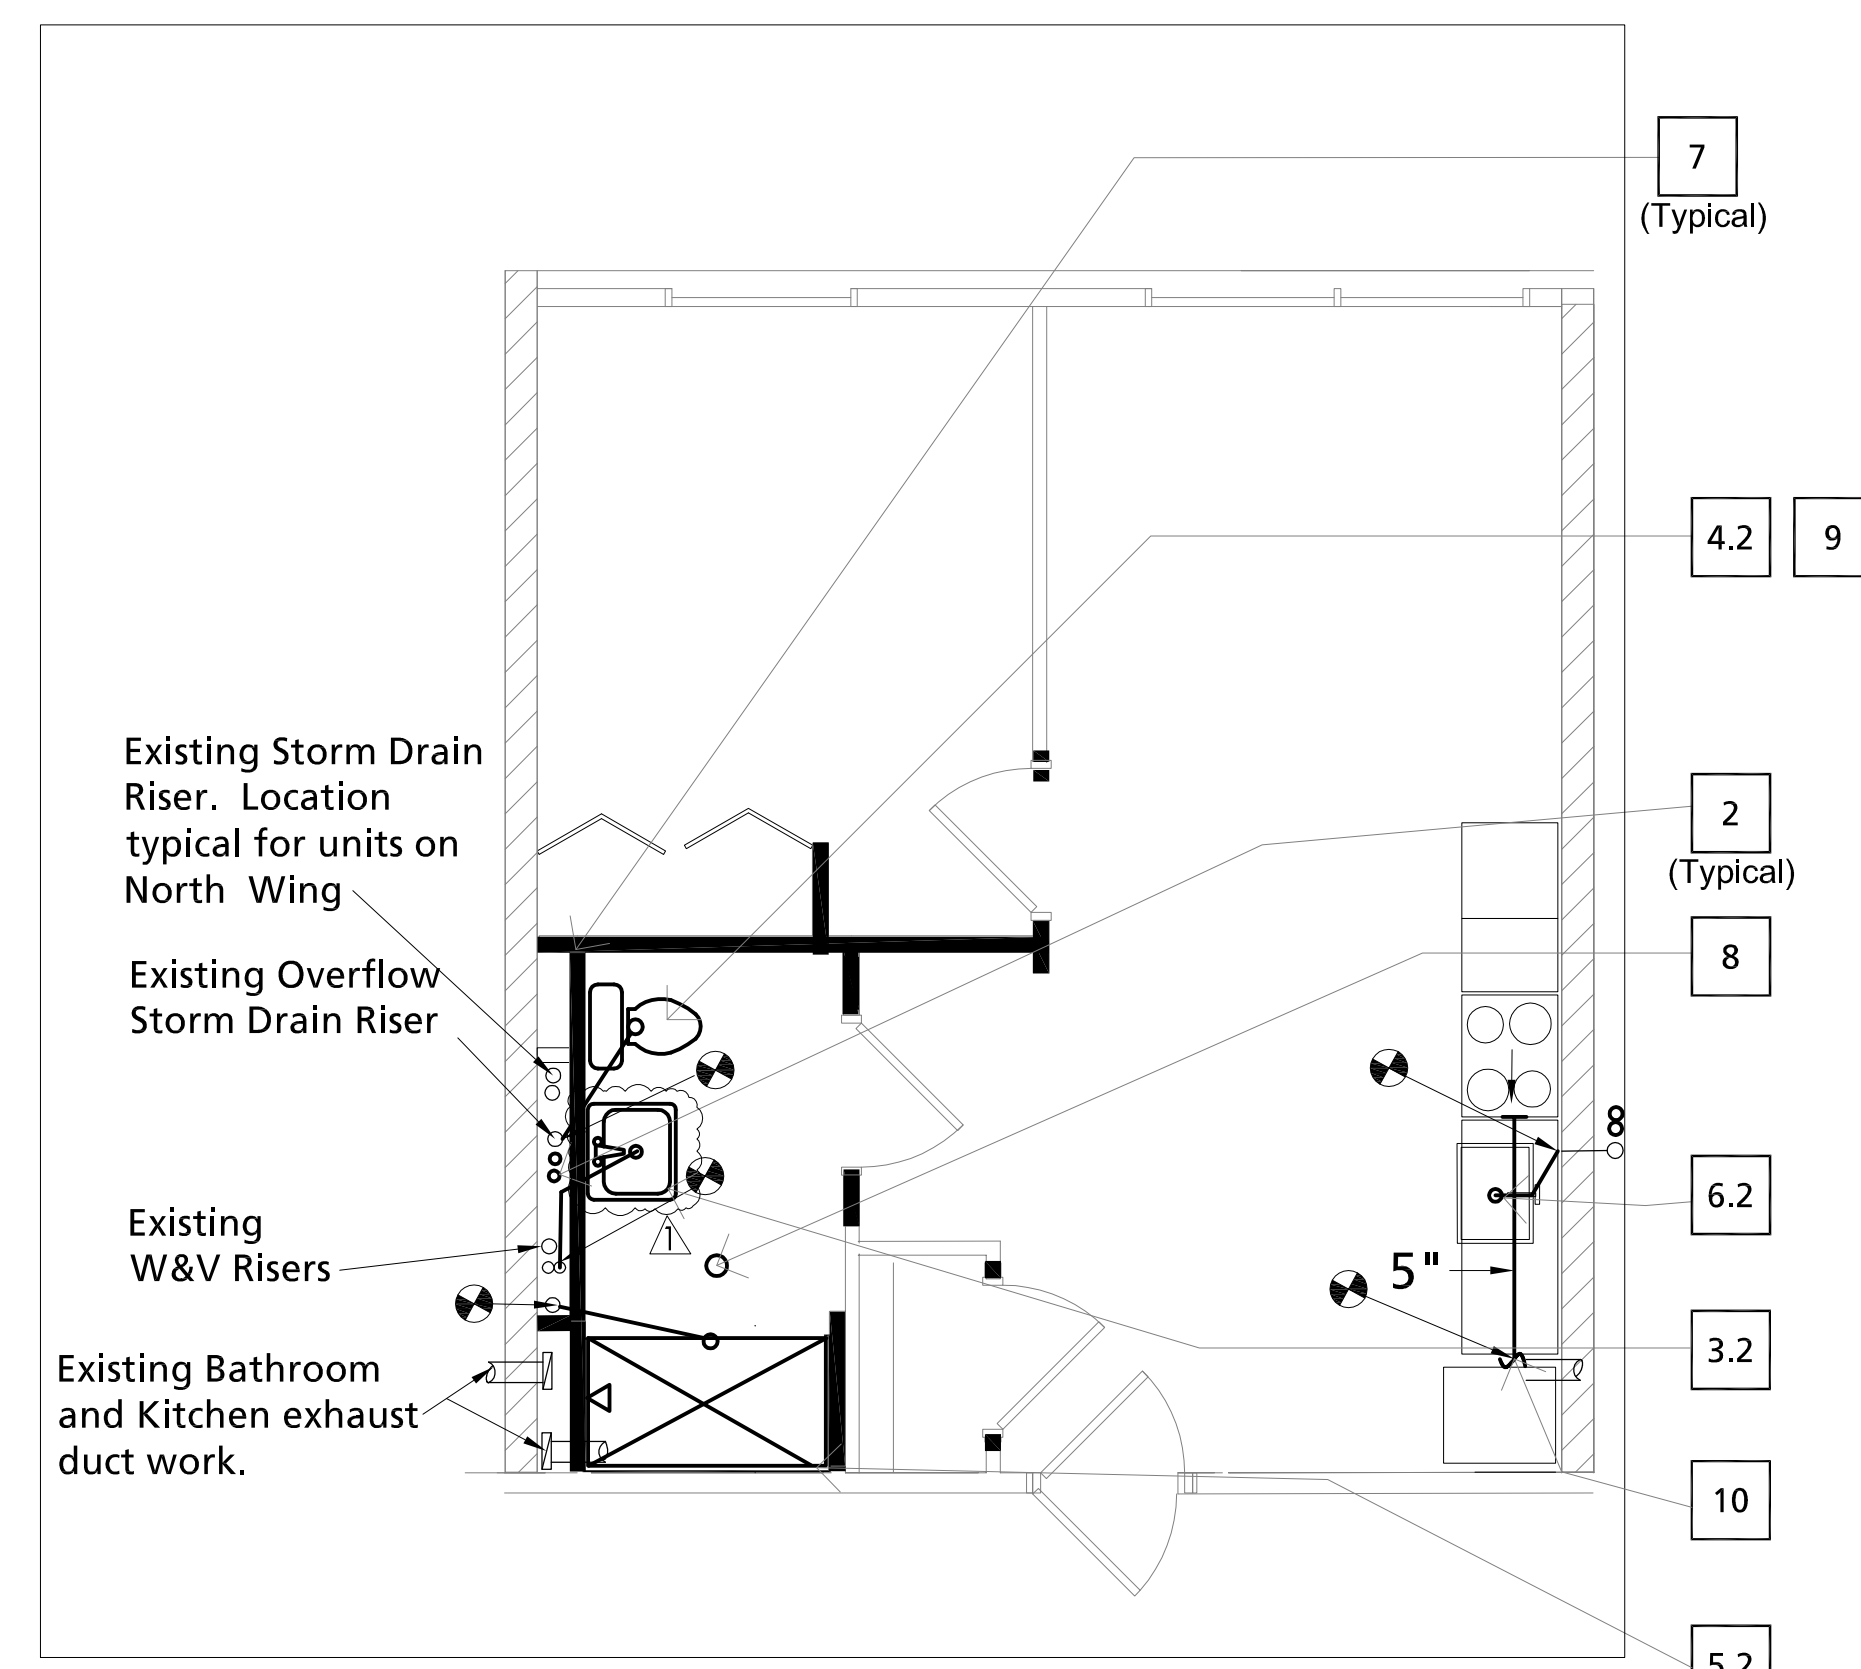 7
(Typical)
4.2 9
Existing Storm Drain
Riser. Location
typical for units on
North Wing
2
(Typical)
8
Existing Overflow
Storm Drain Riser
6.2
Existing
W&V Risers
1
5"
3.2
Existing Bathroom
and Kitchen exhaust
duct work.
10
5.2